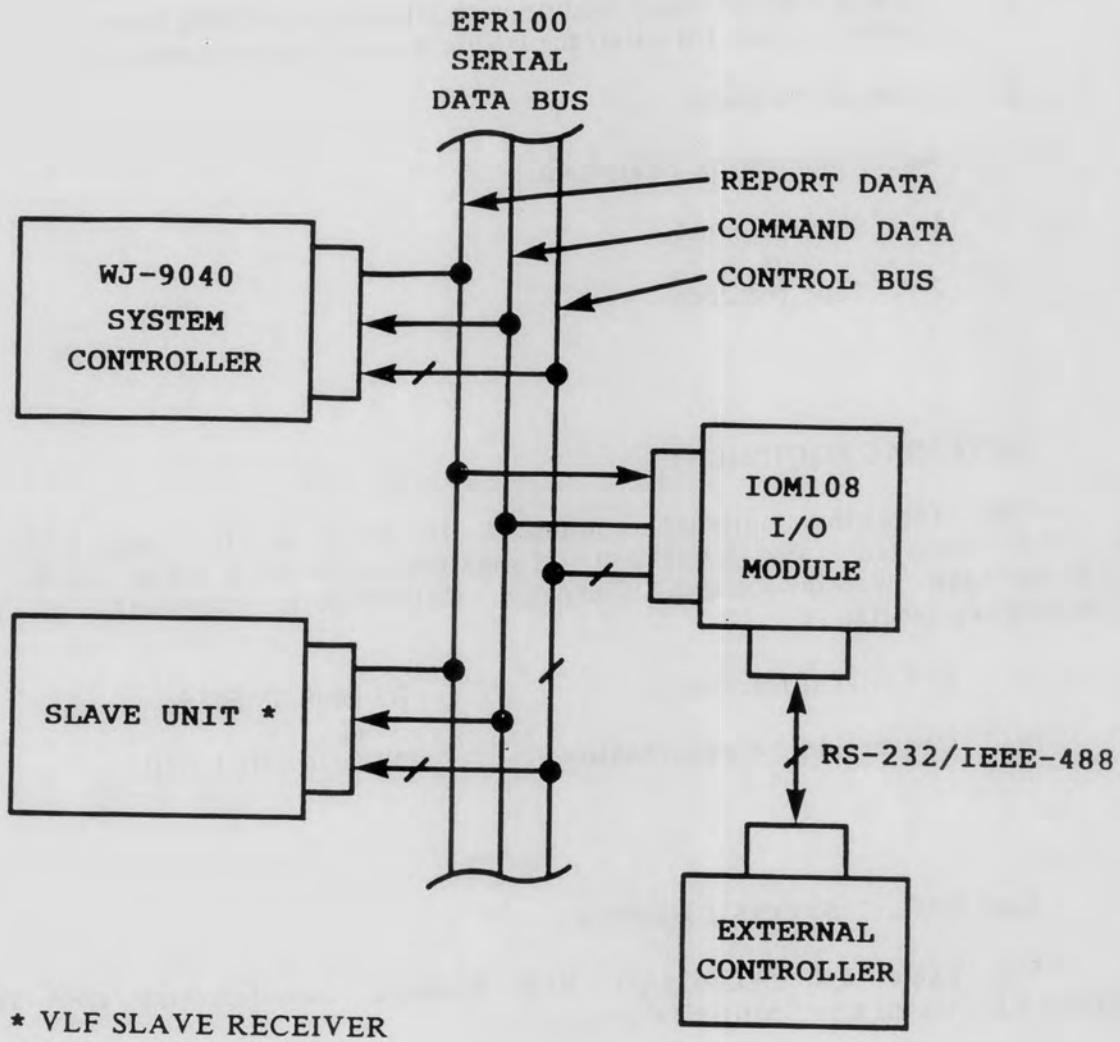 EFR100
SERIAL
DATA BUS
REPORT DATA
COMMAND DATA
CONTROL BUS
WJ-9040
SYSTEM
CONTROLLER
IOM108
I/O
MODULE
SLAVE UNIT *
RS-232/IEEE-488
EXTERNAL
CONTROLLER
* VLF SLAVE RECEIVER